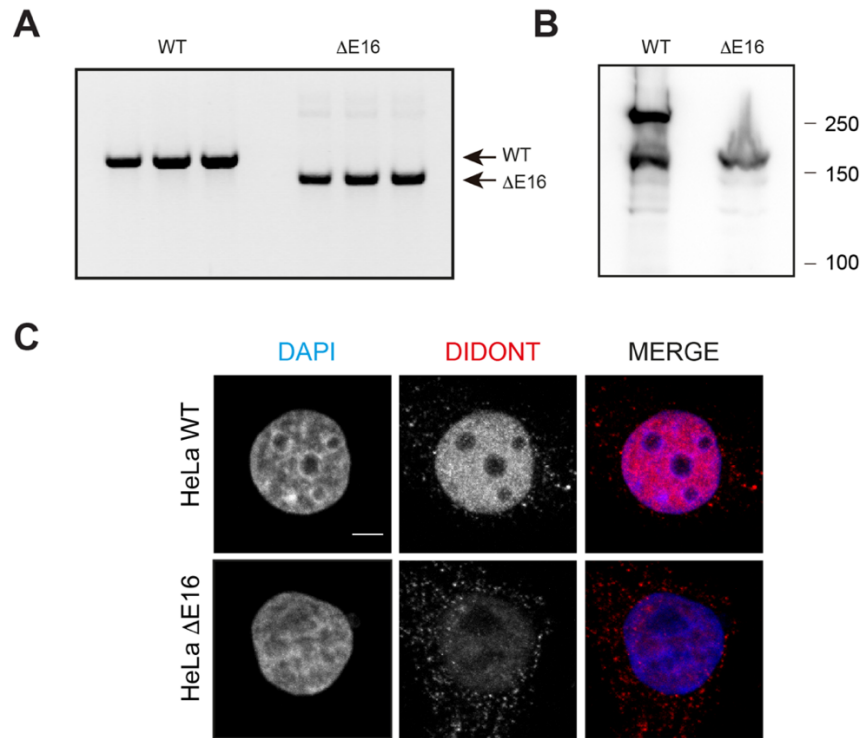 A
WT ΔE16
WT
ΔE16
B
WT ΔE16
– 250
– 150
– 100
C
DAPI DIDONT MERGE
HeLa WT
HeLa ΔE16